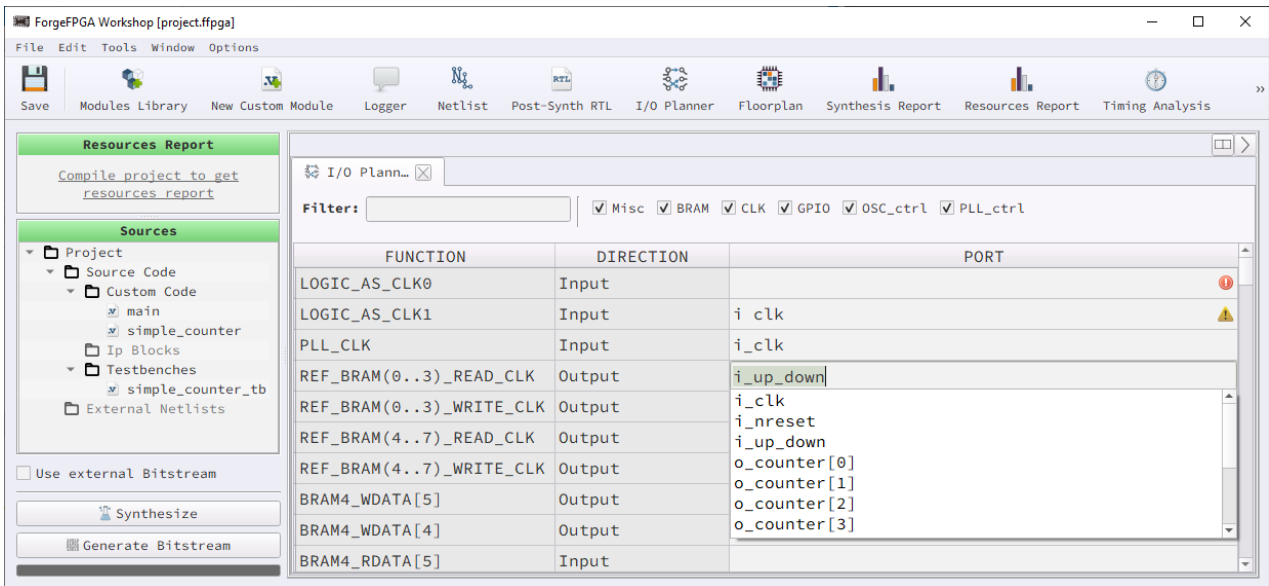 ForgeFPGA Workshop [project.ffpga]
File Edit Tools Window Options
Save Modules Library New Custom Module Logger Netlist Post-Synth RTL I/O Planner Floorplan Synthesis Report Resources Report Timing Analysis »
Resources Report
Compile project to get
resources report
Sources
Project
Source Code
Custom Code
main
simple_counter
Ip Blocks
Testbenches
simple_counter_tb
External Netlists
Use external Bitstream
Synthesize
Generate Bitstream
I/O Plann…
Filter: Misc BRAM CLK GPIO OSC_ctrl PLL_ctrl
FUNCTION DIRECTION PORT
LOGIC_AS_CLK0 Input
LOGIC_AS_CLK1 Input i clk
PLL_CLK Input i_clk
REF_BRAM(0..3)_READ_CLK Output i_up_down
REF_BRAM(0..3)_WRITE_CLK Output
REF_BRAM(4..7)_READ_CLK Output
REF_BRAM(4..7)_WRITE_CLK Output
BRAM4_WDATA[5] Output
BRAM4_WDATA[4] Output
BRAM4_RDATA[5] Input
i_clk
i_nreset
i_up_down
o_counter[0]
o_counter[1]
o_counter[2]
o_counter[3]